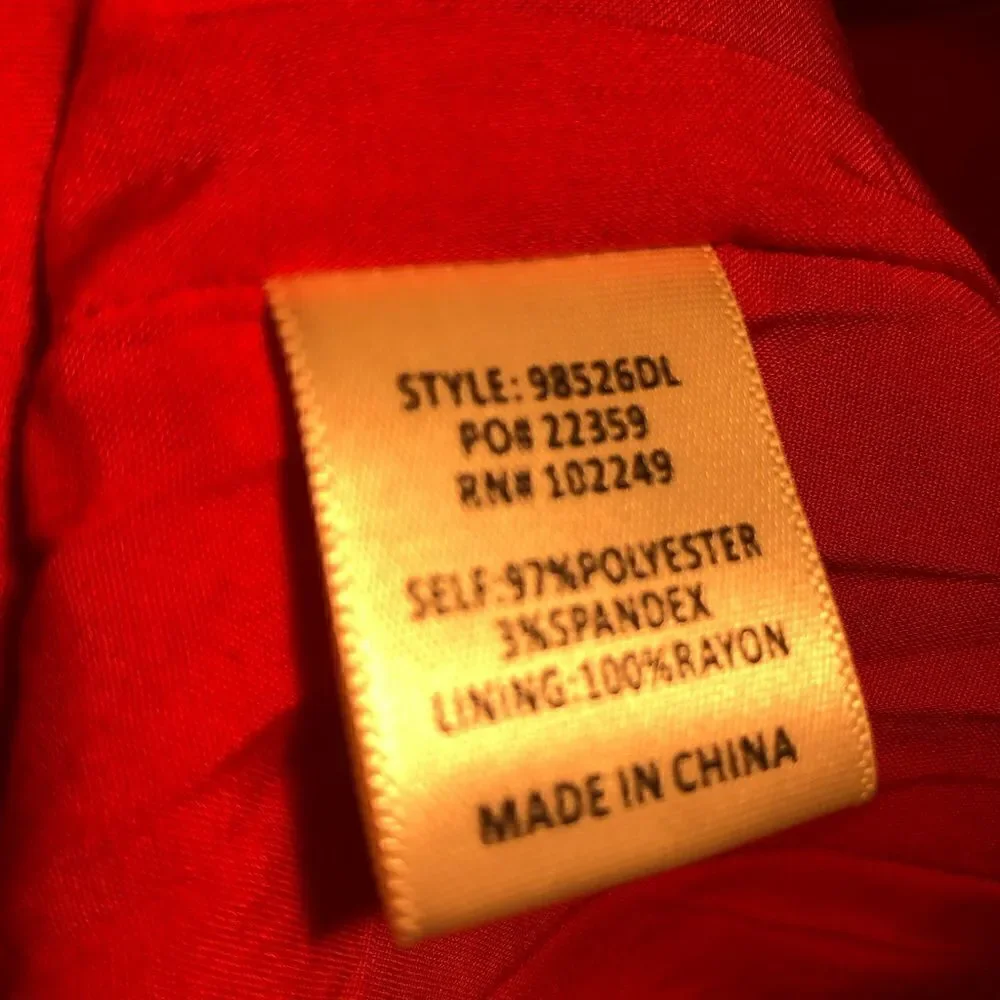 STYLE: 98526DL
PO# 22359
RN# 102249
SELF:97%POLYESTER
3%SPANDEX
LINING:100%RAYON
MADE IN CHINA